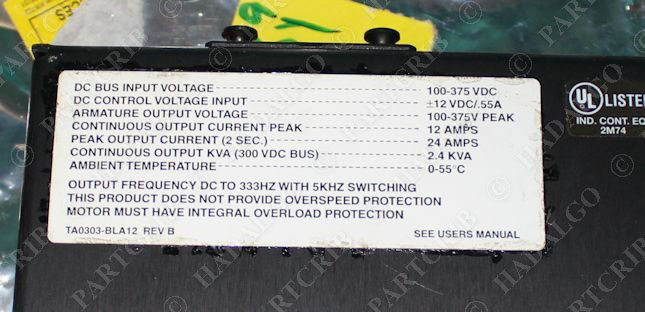 DC BUS INPUT VOLTAGE 100-375 VDC
DC CONTROL VOLTAGE INPUT ±12 VDC/.55A
ARMATURE OUTPUT VOLTAGE 100-375V PEAK
CONTINUOUS OUTPUT CURRENT PEAK 12 AMPS
PEAK OUTPUT CURRENT (2 SEC.) 24 AMPS
CONTINUOUS OUTPUT KVA (300 VDC BUS) 2.4 KVA
AMBIENT TEMPERATURE 0-55°C
OUTPUT FREQUENCY DC TO 333HZ WITH 5KHZ SWITCHING
THIS PRODUCT DOES NOT PROVIDE OVERSPEED PROTECTION
MOTOR MUST HAVE INTEGRAL OVERLOAD PROTECTION
TA0303-BLA12 REV B SEE USERS MANUAL
UL LISTE
IND. CONT. EQ
2M74
© HALALGO PARTCRIB